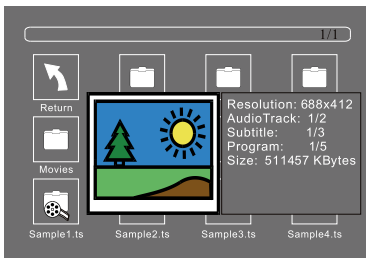 1/1
Return
Resolution: 688x412
AudioTrack: 1/2
Subtitle: 1/3
Program: 1/5
Size: 511457 KBytes
Movies
Sample1.ts Sample2.ts Sample3.ts Sample4.ts